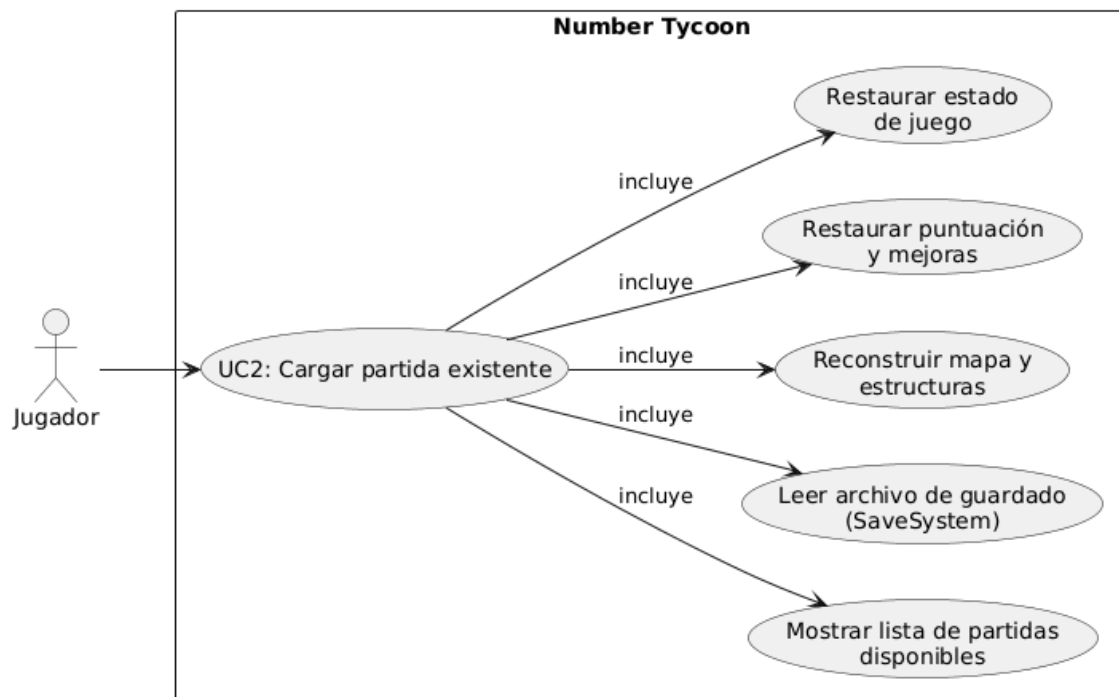 Number Tycoon
Restaurar estado
de juego
incluye
Restaurar puntuación
y mejoras
incluye
Jugador
UC2: Cargar partida existente
incluye
Reconstruir mapa y
estructuras
incluye
Leer archivo de guardado
(SaveSystem)
incluye
Mostrar lista de partidas
disponibles